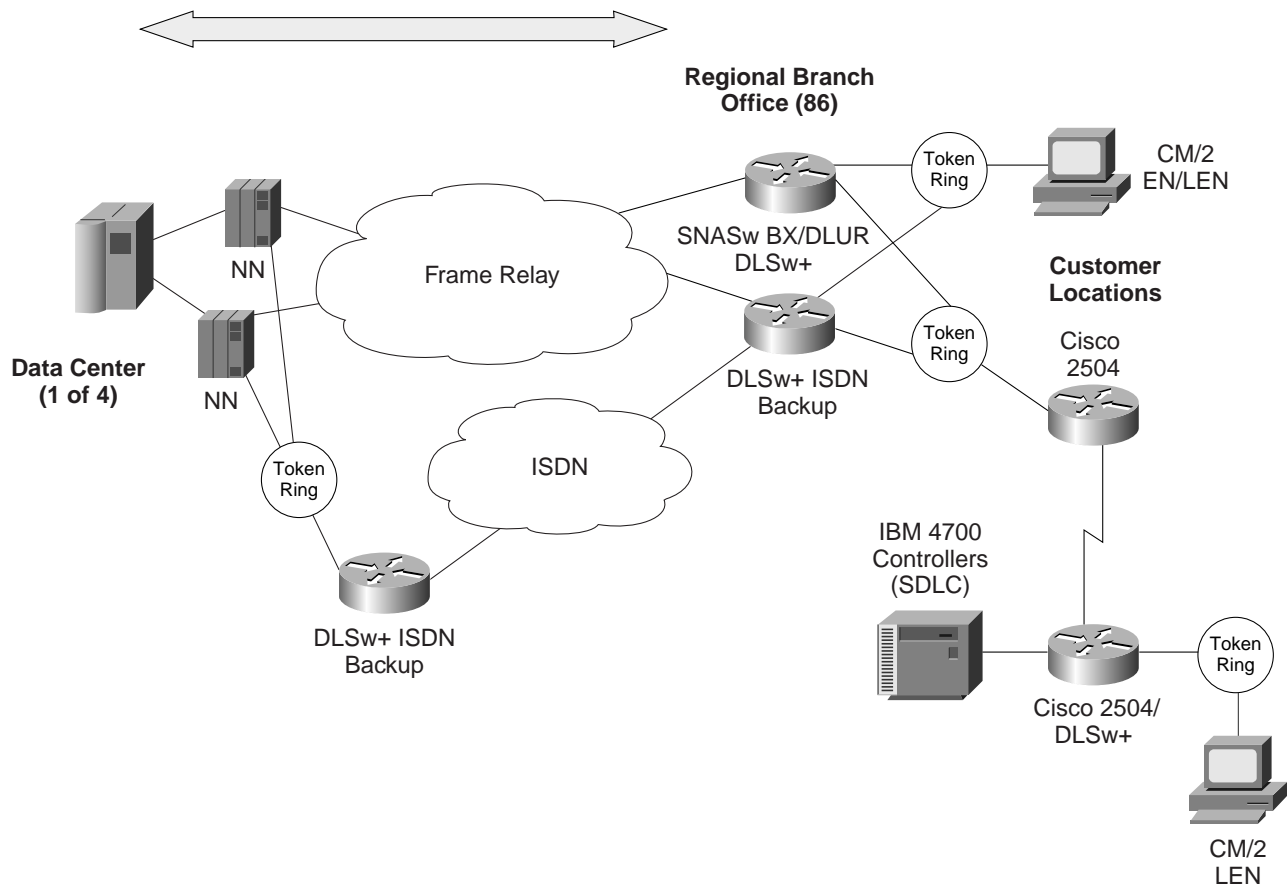 Regional Branch
Office (86)
Token
Ring
CM/2
EN/LEN
NN
SNASw BX/DLUR
DLSw+
Frame Relay
Customer
Locations
Token
Ring
Cisco
2504
Data Center
(1 of 4)
NN
DLSw+ ISDN
Backup
ISDN
Token
Ring
IBM 4700
Controllers
(SDLC)
DLSw+ ISDN
Backup
Token
Ring
Cisco 2504/
DLSw+
CM/2
LEN